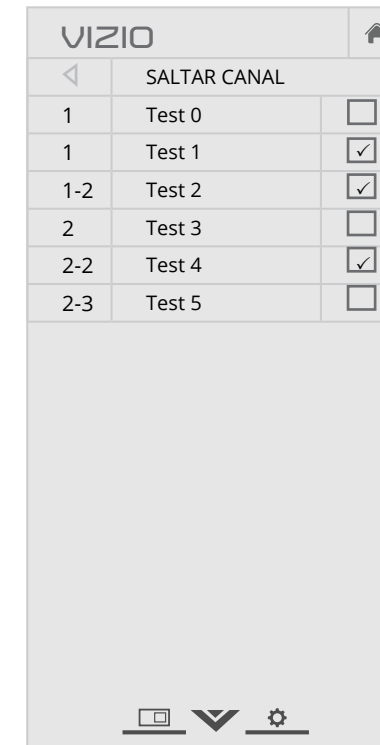 VIZIO
SALTAR CANAL
1 Test 0
1 Test 1
1-2 Test 2
2 Test 3
2-2 Test 4
2-3 Test 5